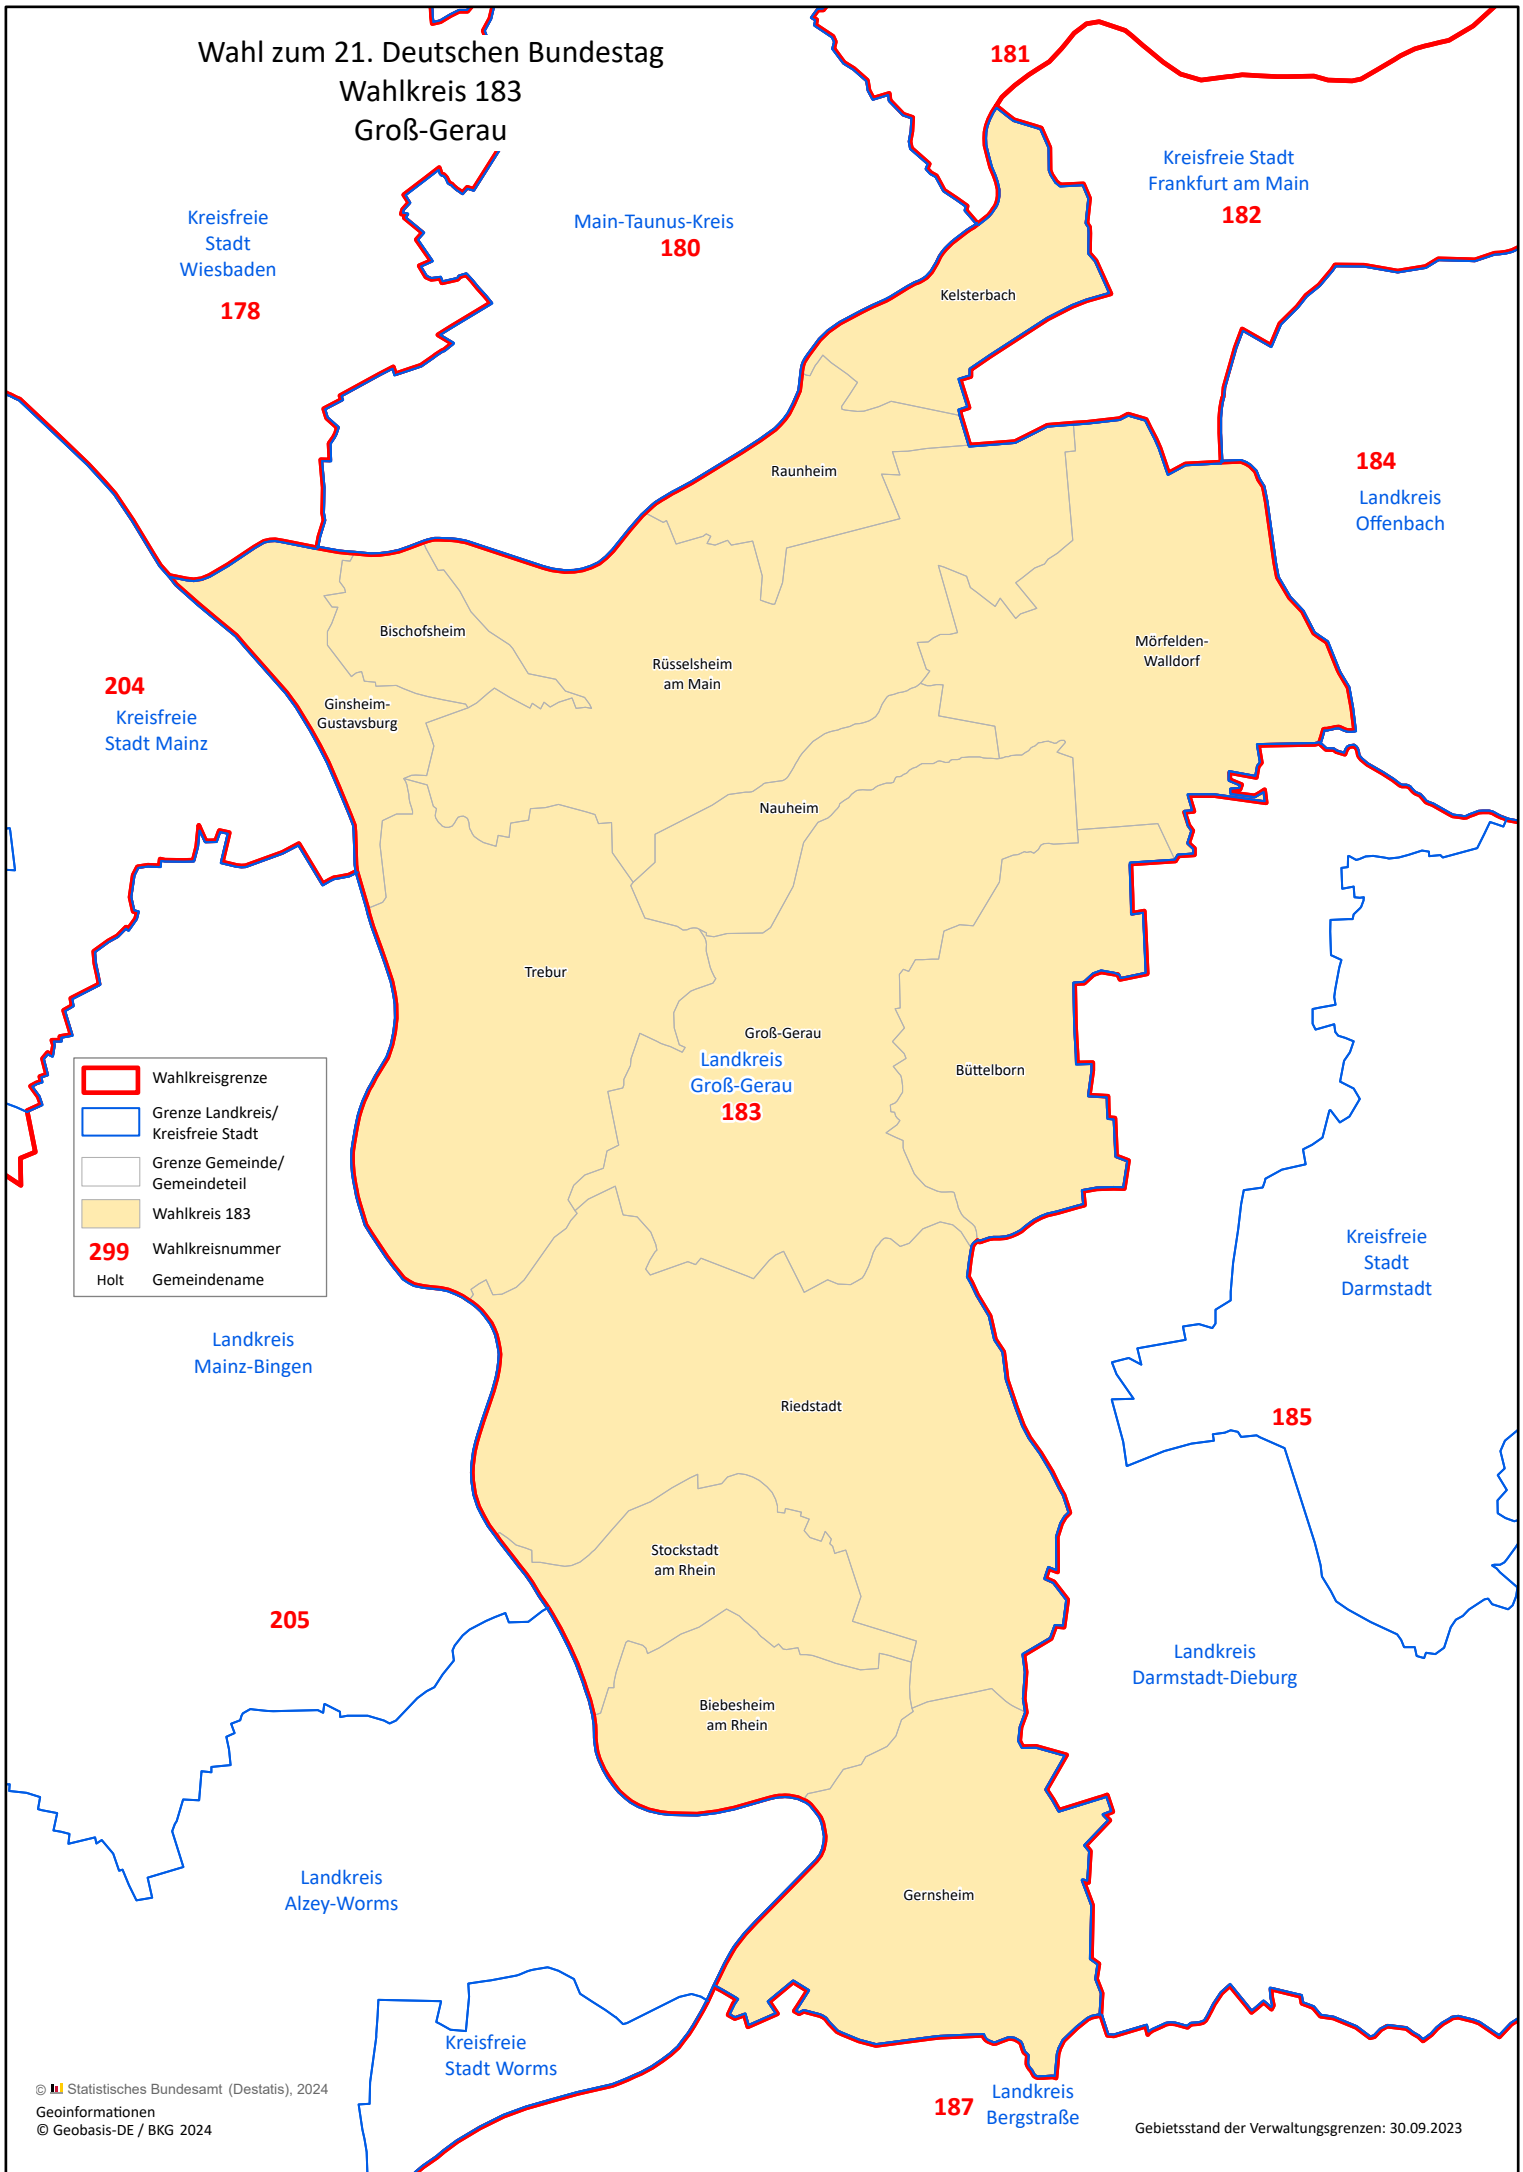 Wahl zum 21. Deutschen Bundestag
Wahlkreis 183
Groß-Gerau
181
Kreisfreie Stadt
Frankfurt am Main
182
Kreisfreie
Stadt
Wiesbaden
178
Main-Taunus-Kreis
180
Kelsterbach
Raunheim
184
Landkreis
Offenbach
Bischofsheim
Rüsselsheim
am Main
Mörfelden-
Walldorf
204
Kreisfreie
Stadt Mainz
Ginsheim-
Gustavsburg
Nauheim
Trebur
Groß-Gerau
Landkreis
Groß-Gerau
183
Büttelborn
Wahlkreisgrenze
Grenze Landkreis/
Kreisfreie Stadt
Grenze Gemeinde/
Gemeindeteil
Wahlkreis 183
299 Wahlkreisnummer
Holt Gemeindename
Kreisfreie
Stadt
Darmstadt
Landkreis
Mainz-Bingen
Riedstadt
185
Stockstadt
am Rhein
205
Landkreis
Darmstadt-Dieburg
Biebesheim
am Rhein
Landkreis
Alzey-Worms
Gernsheim
Kreisfreie
Stadt Worms
187
Landkreis
Bergstraße
© Statistisches Bundesamt (Destatis), 2024
Geoinformationen
© Geobasis-DE / BKG 2024
Gebietsstand der Verwaltungsgrenzen: 30.09.2023